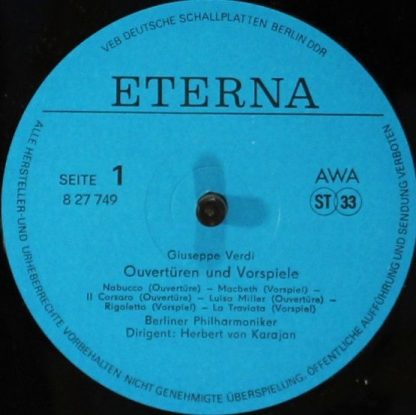 VEB DEUTSCHE SCHALLPLATTEN BERLIN DDR
ETERNA
SEITE 1
8 27 749
AWA
ST 33
Giuseppe Verdi
Ouvertüren und Vorspiele
Nabucco (Ouvertüre) – Macbeth (Vorspiel) –
Il Corsaro (Ouvertüre) – Luisa Miller (Ouvertüre) –
Rigoletto (Vorspiel) – La Traviata (Vorspiel)
Berliner Philharmoniker
Dirigent: Herbert von Karajan
ALLE HERSTELLER-UND URHEBERRECHTE VORBEHALTEN NICHT GENEHMIGTE ÜBERSPIELUNG, ÖFFENTLICHE AUFFÜHRUNG UND SENDUNG VERBOTEN